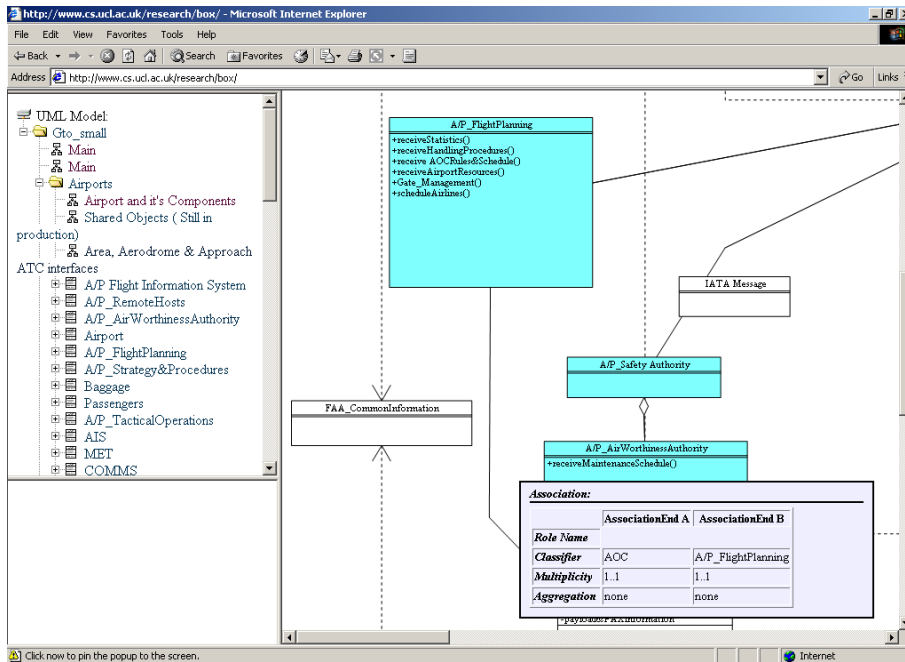 http://www.cs.ucl.ac.uk/research/box/ - Microsoft Internet Explorer
File Edit View Favorites Tools Help
Back Search Favorites
Address http://www.cs.ucl.ac.uk/research/box/ Go Links
UML Model:
Gto_small
Main
Main
Airports
Airport and it's Components
Shared Objects ( Still in
production)
Area, Aerodrome & Approach
ATC interfaces
A/P Flight Information System
A/P_RemoteHosts
A/P_AirWorthinessAuthority
Airport
A/P_FlightPlanning
A/P_Strategy&Procedures
Baggage
Passengers
A/P_TacticalOperations
AIS
MET
COMMS
A/P_FlightPlanning
+receiveStatistics()
+receiveHandlingProcedures()
+receive AOCRules&Schedule()
+receiveAirportResources()
+Gate_Management()
+scheduleAirlines()
IATA Message
A/P_Safety Authority
FAA_CommonInformation
A/P_AirWorthinessAuthority
+receiveMaintenanceSchedule()
Association:
AssociationEnd A AssociationEnd B
Role Name
Classifier AOC A/P_FlightPlanning
Multiplicity 1..1 1..1
Aggregation none none
Click now to pin the popup to the screen. Internet